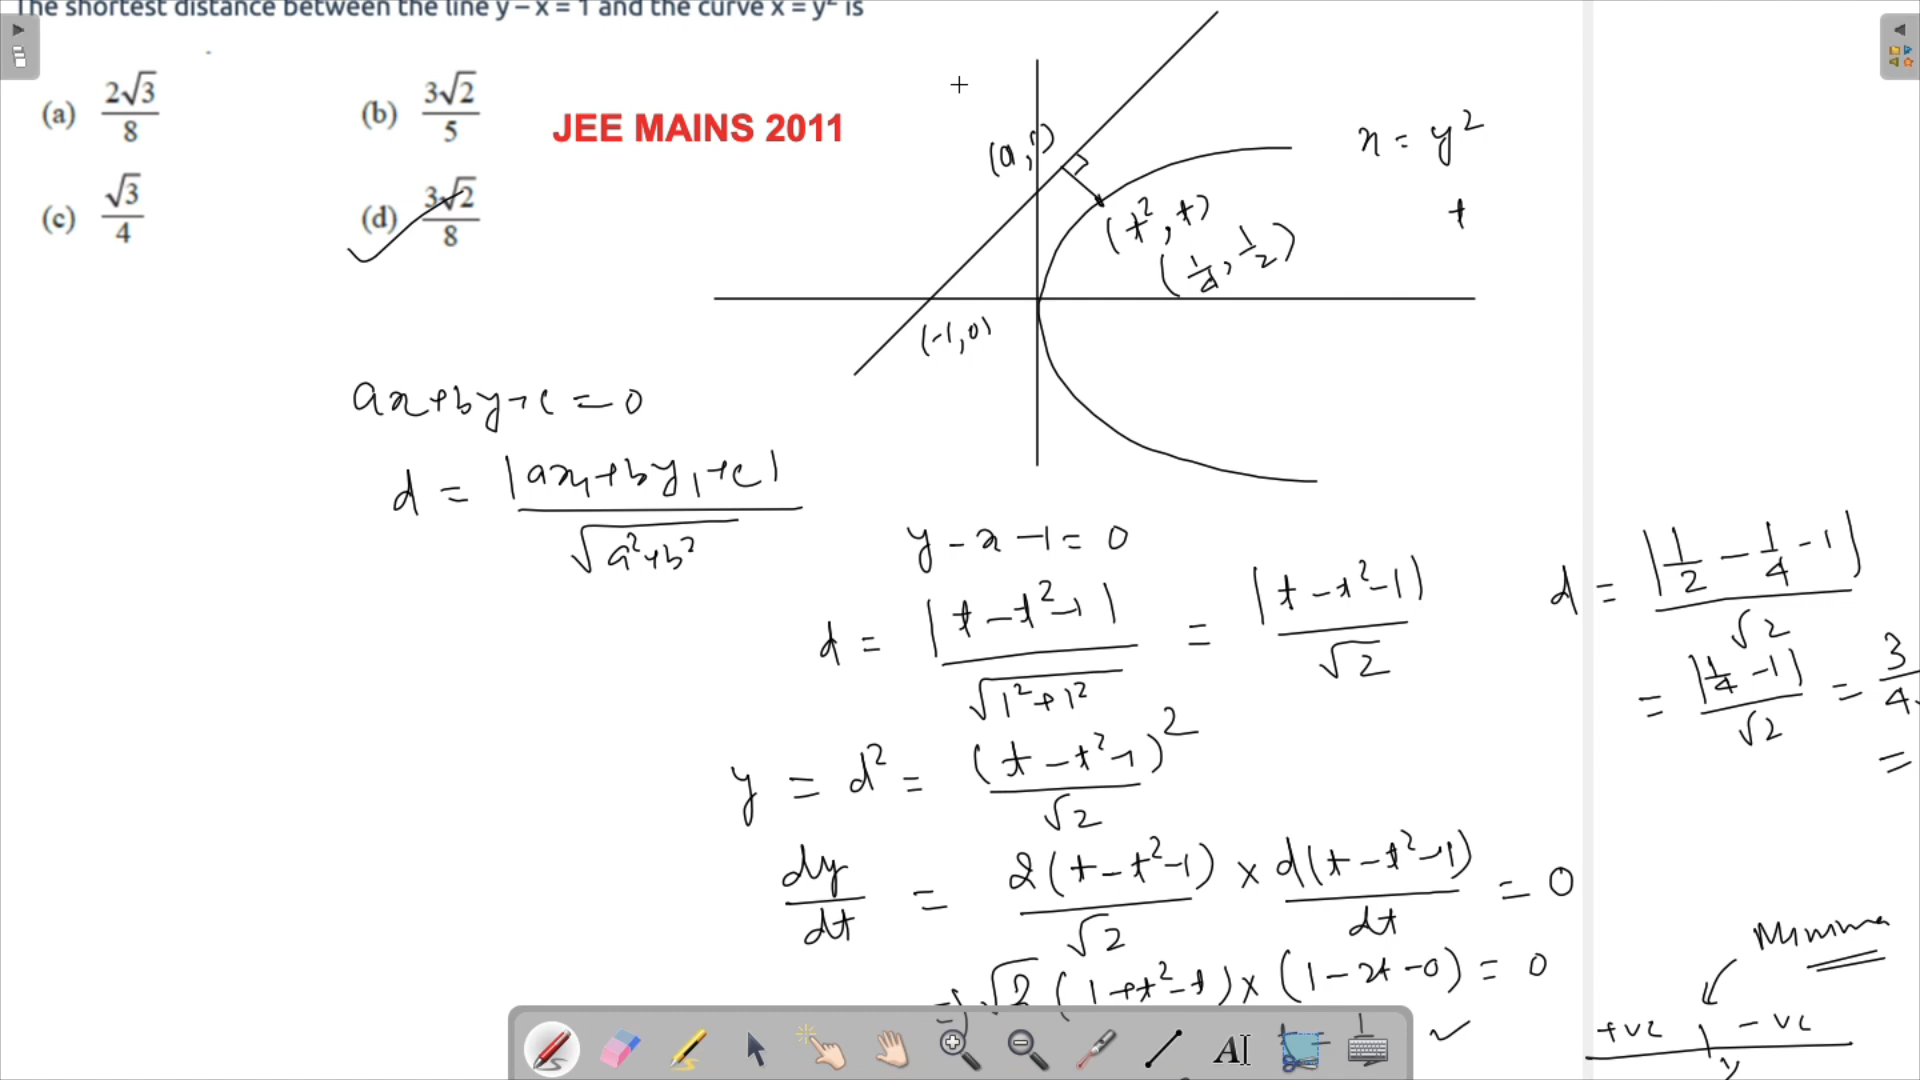 The shortest distance between the line y – x = 1 and the curve x = y² is
(a) 2√3/8
(b) 3√2/5
(c) √3/4
(d) 3√2/8
JEE MAINS 2011
x = y²
t
(t², t)
(1/4, 1/2)
(-1, 0)
ax+by+c = 0
d = |ax₁+by₁+c| / √(a²+b²)
y - x - 1 = 0
d = |t-t²-1| / √(1²+1²) = |t-t²-1| / √2
y = d² = (t-t²-1)² / √2
dy/dt = 2(t-t²-1)/√2 × d(t-t²-1)/dt = 0
√2 (1+t²-t) × (1-2t-0) = 0
d = |1/2 - 1/4 - 1| / √2
= |1/4 - 1| / √2 = 3/4
=
Minima
+ve - ve
AI